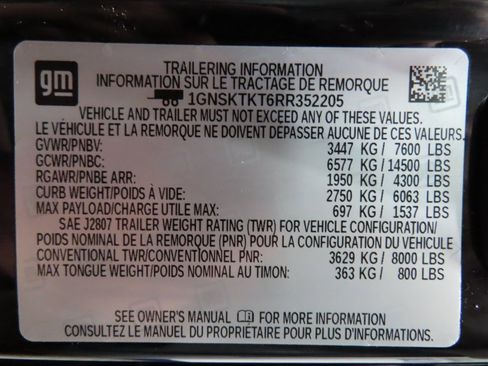 gm
TRAILERING INFORMATION
INFORMATION SUR LE TRACTAGE DE REMORQUE
1GNSKTKT6RR352205
VEHICLE AND TRAILER MUST NOT EXCEED ANY OF THESE VALUES.
LE VÉHICULE ET LA REMORQUE NE DOIVENT DÉPASSER AUCUNE DE CES VALEURS.
GVWR/PNBV: 3447 KG / 7600 LBS
GCWR/PNBC: 6577 KG / 14500 LBS
RGAWR/PNBE ARR: 1950 KG / 4300 LBS
CURB WEIGHT/POIDS À VIDE: 2750 KG / 6063 LBS
MAX PAYLOAD/CHARGE UTILE MAX: 697 KG / 1537 LBS
SAE J2807 TRAILER WEIGHT RATING (TWR) FOR VEHICLE CONFIGURATION/
POIDS NOMINAL DE LA REMORQUE (PNR) POUR LA CONFIGURATION DU VÉHICULE
CONVENTIONAL TWR/CONVENTIONNEL PNR: 3629 KG / 8000 LBS
MAX TONGUE WEIGHT/POIDS NOMINAL AU TIMON: 363 KG / 800 LBS
SEE OWNER'S MANUAL FOR MORE INFORMATION
CONSULTEZ LE MANUEL DU PROPRIÉTAIRE POUR PLUS D'INFORMATION